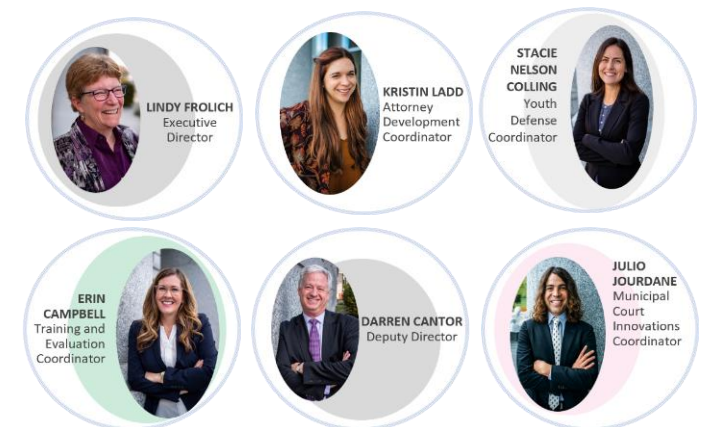 LINDY FROLICH
Executive
Director
KRISTIN LADD
Attorney
Development
Coordinator
STACIE
NELSON
COLLING
Youth
Defense
Coordinator
ERIN
CAMPBELL
Training and
Evaluation
Coordinator
DARREN CANTOR
Deputy Director
JULIO
JOURDANE
Municipal
Court
Innovations
Coordinator